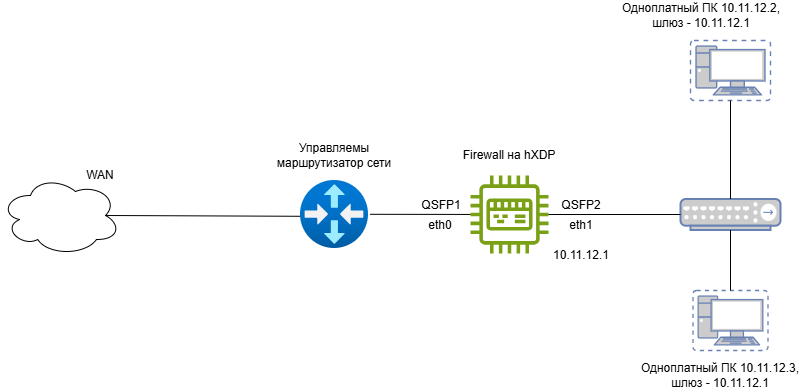 Одноплатный ПК 10.11.12.2,
шлюз - 10.11.12.1
WAN
Управляемы
маршрутизатор сети
Firewall на hXDP
QSFP1
QSFP2
eth0
eth1
10.11.12.1
Одноплатный ПК 10.11.12.3,
шлюз - 10.11.12.1